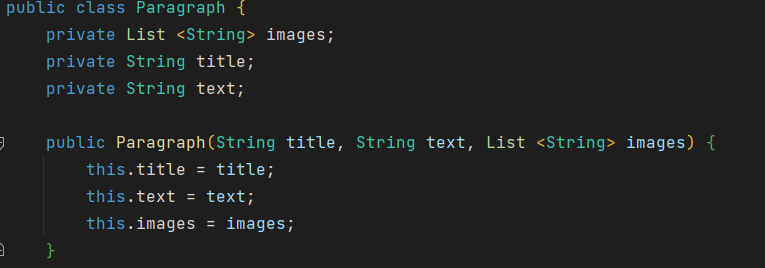 public class Paragraph {
private List <String> images;
private String title;
private String text;
public Paragraph(String title, String text, List <String> images) {
this.title = title;
this.text = text;
this.images = images;
}